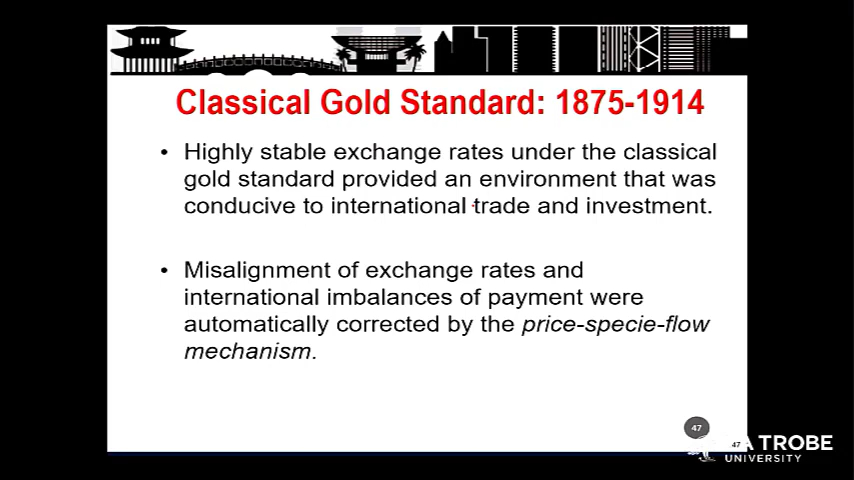 Classical Gold Standard: 1875-1914
• Highly stable exchange rates under the classical
gold standard provided an environment that was
conducive to international trade and investment.
• Misalignment of exchange rates and
international imbalances of payment were
automatically corrected by the price-specie-flow
mechanism.
47
47
TROBE
UNIVERSITY